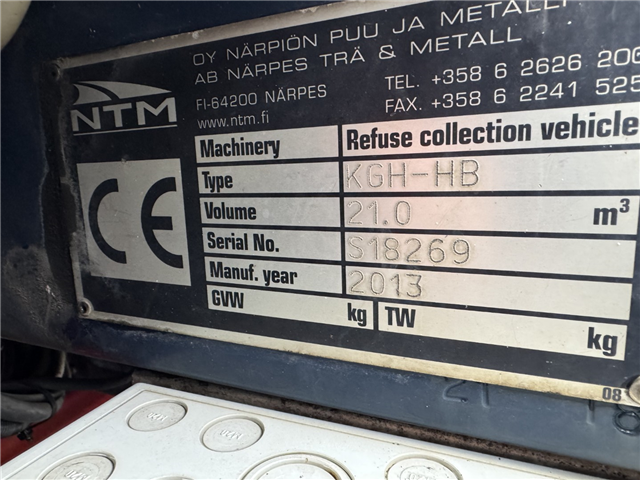 OY NÄRPIÖN PUU JA METALLI
AB NÄRPES TRÄ & METALL
FI-64200 NÄRPES
TEL. +358 6 2626 200
www.ntm.fi
FAX. +358 6 2241 525
NTM
CE
Machinery Refuse collection vehicle
Type KGH-HB
Volume 21.0 m³
Serial No. S18269
Manuf. year 2013
GVW kg TW kg
08